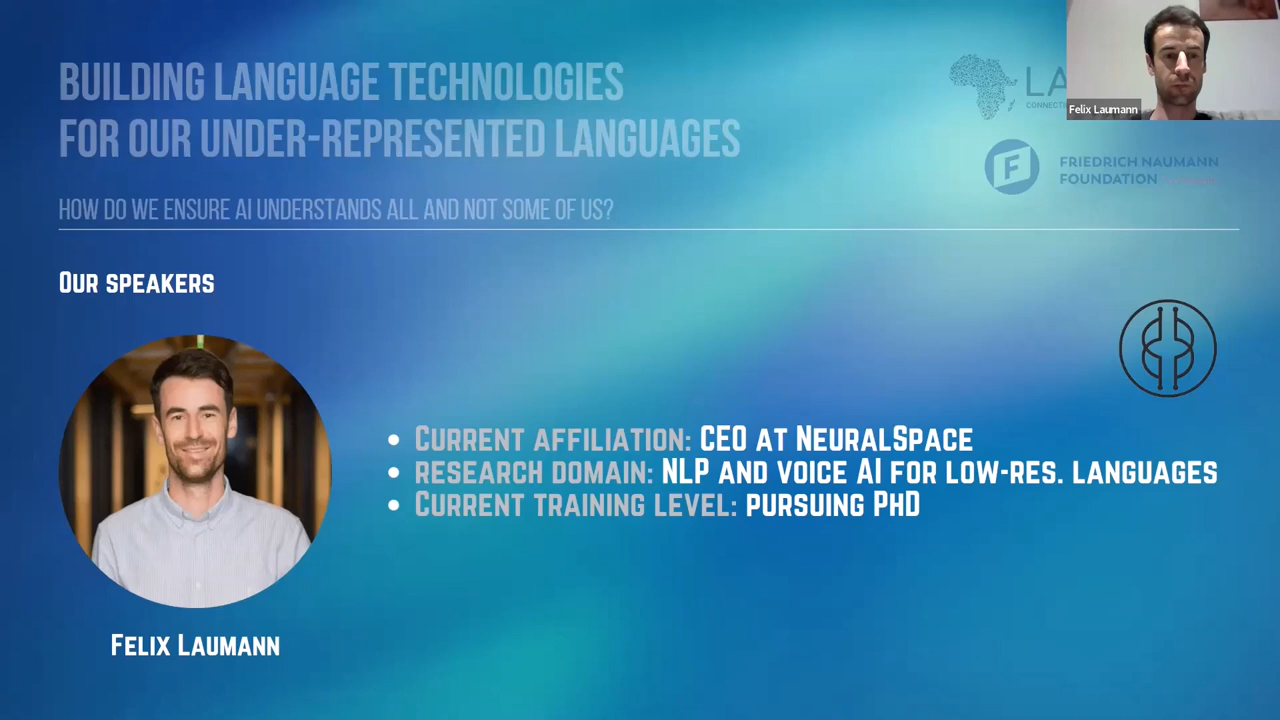 BUILDING LANGUAGE TECHNOLOGIES
FOR OUR UNDER-REPRESENTED LANGUAGES
HOW DO WE ENSURE AI UNDERSTANDS ALL AND NOT SOME OF US?
LA
CONNECT
Felix Laumann
F
FRIEDRICH NAUMANN
FOUNDATION
OUR SPEAKERS
CURRENT AFFILIATION: CEO AT NEURALSPACE
RESEARCH DOMAIN: NLP AND VOICE AI FOR LOW-RES. LANGUAGES
CURRENT TRAINING LEVEL: PURSUING PHD
FELIX LAUMANN